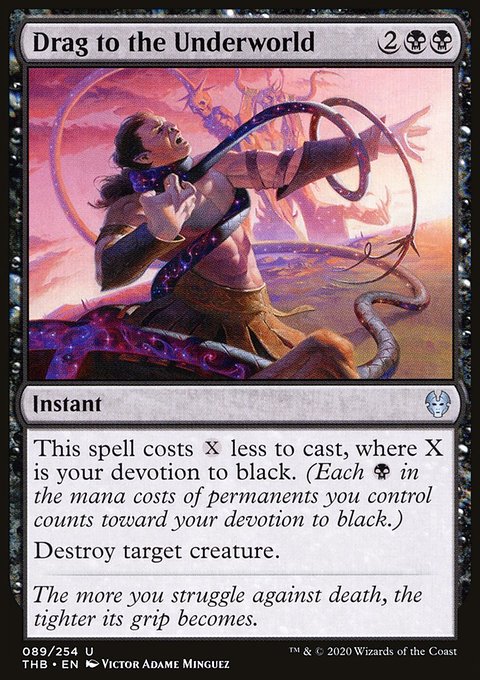 Drag to the Underworld 2
Instant
This spell costs X less to cast, where X
is your devotion to black. (Each in
the mana costs of permanents you control
counts toward your devotion to black.)
Destroy target creature.
The more you struggle against death, the
tighter its grip becomes.
089/254 U
THB • EN Victor Adame Minguez
™ & © 2020 Wizards of the Coast